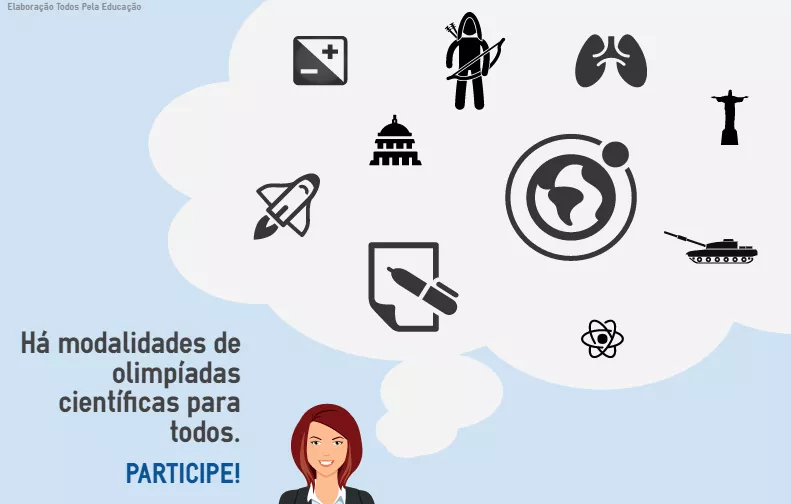 Elaboração Todos Pela Educação
Há modalidades de
olimpíadas
científicas para
todos.
PARTICIPE!